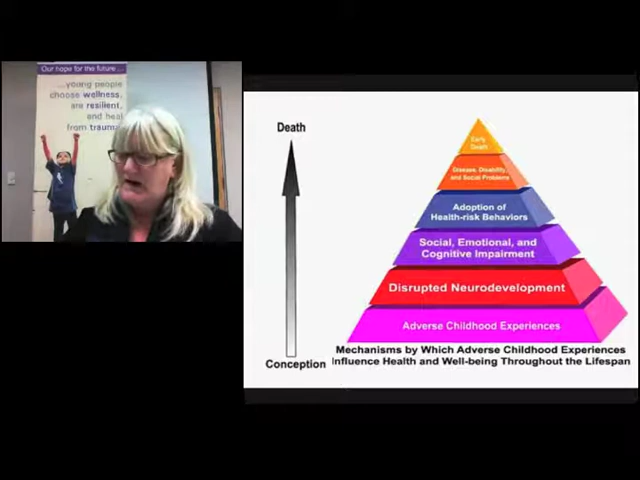 Our hope for the future ...
...young people
choose wellness,
are resilient,
and heal
from trauma
Death
Early
Death
Disease, Disability,
and Social Problems
Adoption of
Health-risk Behaviors
Social, Emotional, and
Cognitive Impairment
Disrupted Neurodevelopment
Adverse Childhood Experiences
Conception
Mechanisms by Which Adverse Childhood Experiences
Influence Health and Well-being Throughout the Lifespan